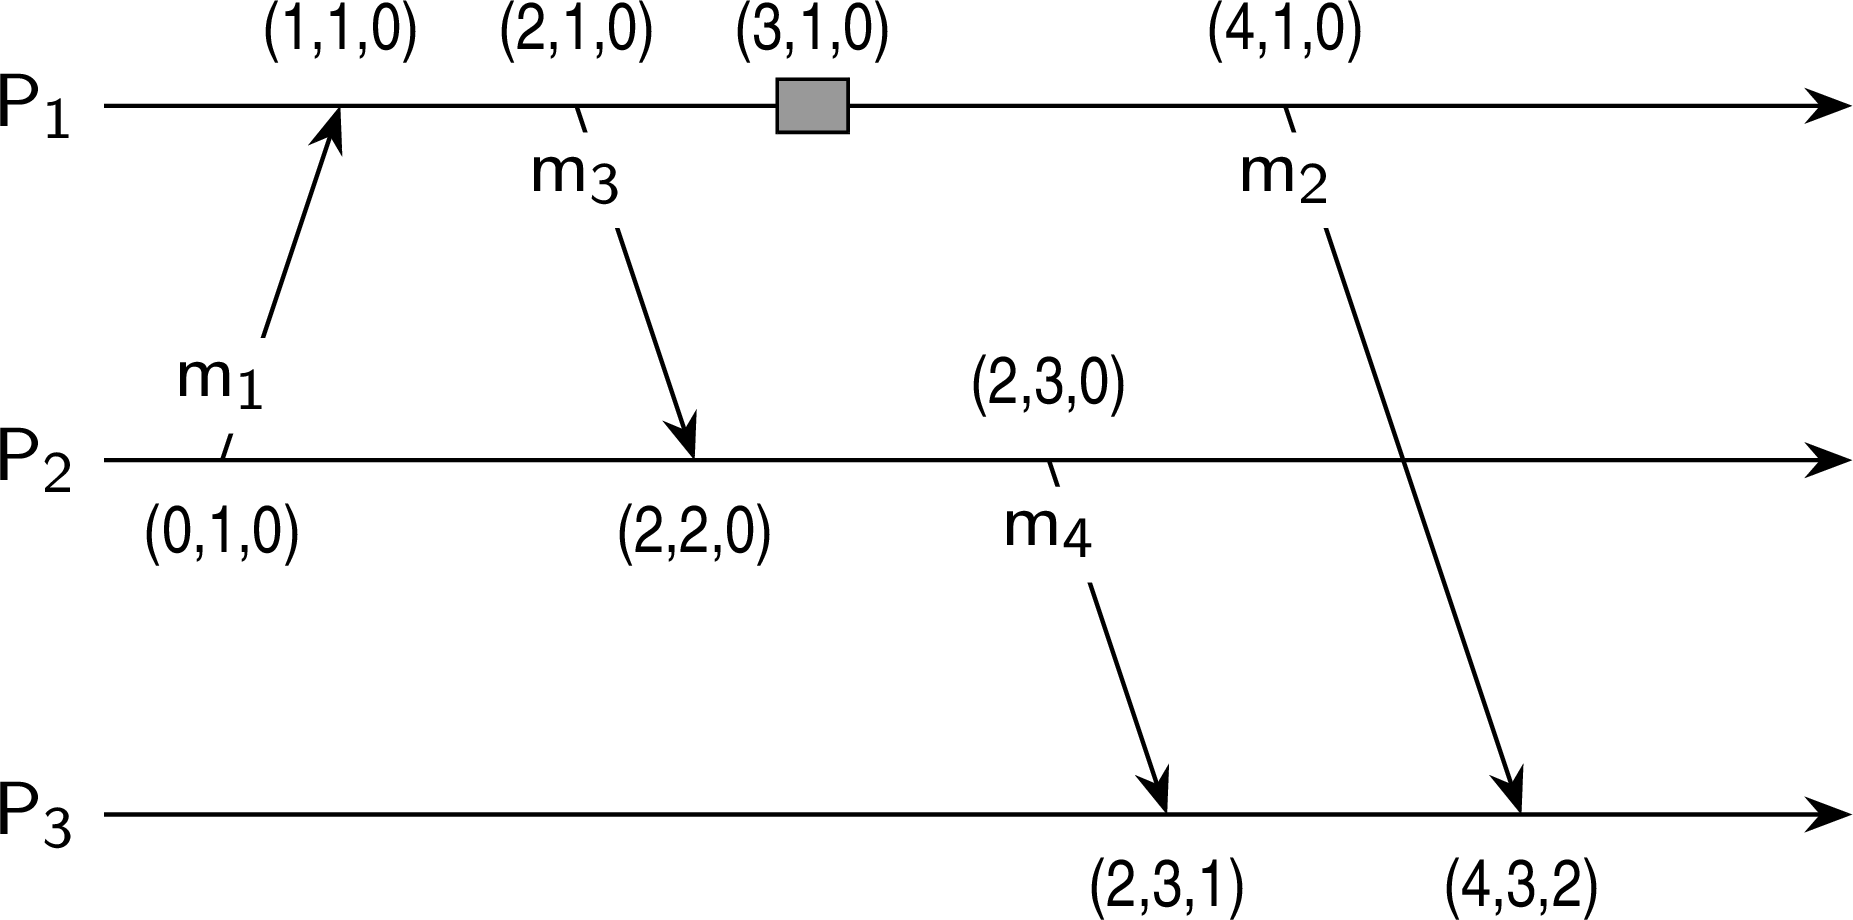 (1,1,0) (2,1,0) (3,1,0) (4,1,0)
P1
m3 m2
m1
(2,3,0)
P2
(0,1,0) (2,2,0)
m4
P3
(2,3,1) (4,3,2)